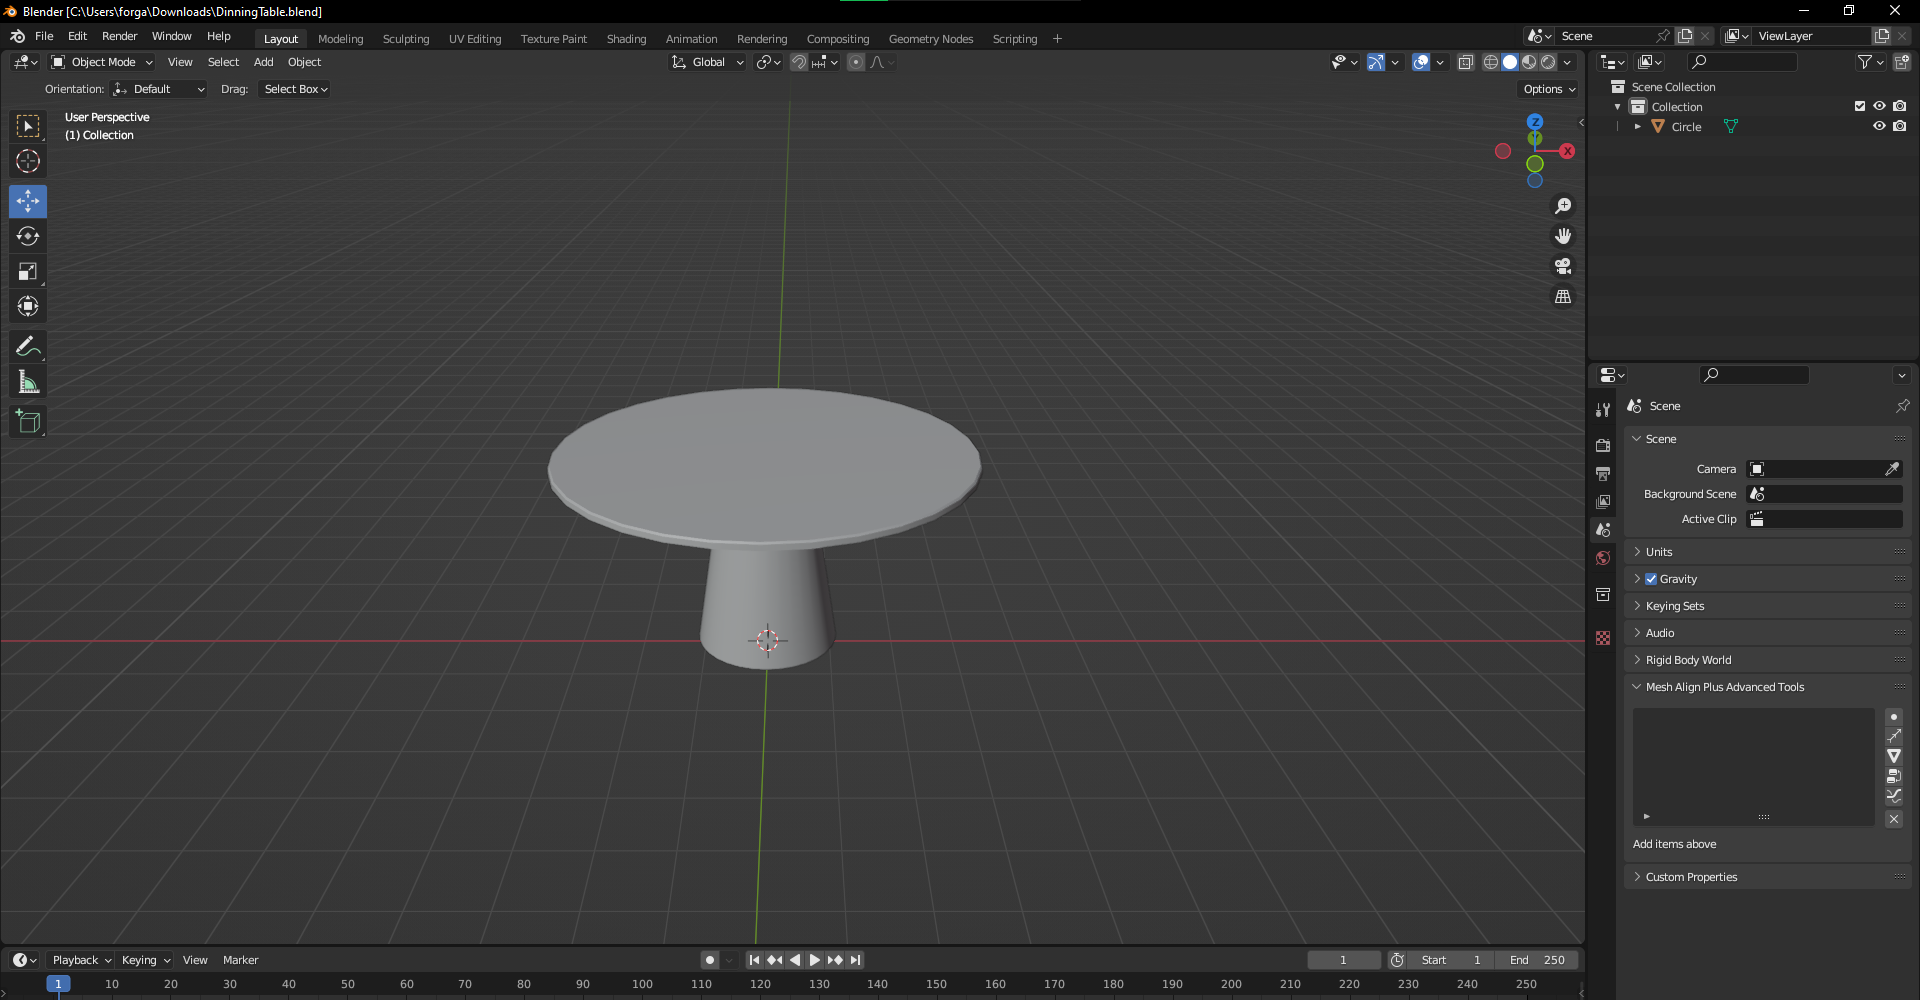 Blender [C:\Users\forga\Downloads\DinningTable.blend]
File Edit Render Window Help Layout Modeling Sculpting UV Editing Texture Paint Shading Animation Rendering Compositing Geometry Nodes Scripting + Scene ViewLayer
Object Mode View Select Add Object Global
Orientation: Default Drag: Select Box Options
User Perspective
(1) Collection
Z
X
Scene Collection
Collection
Circle
Scene
Scene
Camera
Background Scene
Active Clip
Units
Gravity
Keying Sets
Audio
Rigid Body World
Mesh Align Plus Advanced Tools
Add items above
Custom Properties
Playback Keying View Marker 1 Start 1 End 250
1 10 20 30 40 50 60 70 80 90 100 110 120 130 140 150 160 170 180 190 200 210 220 230 240 250